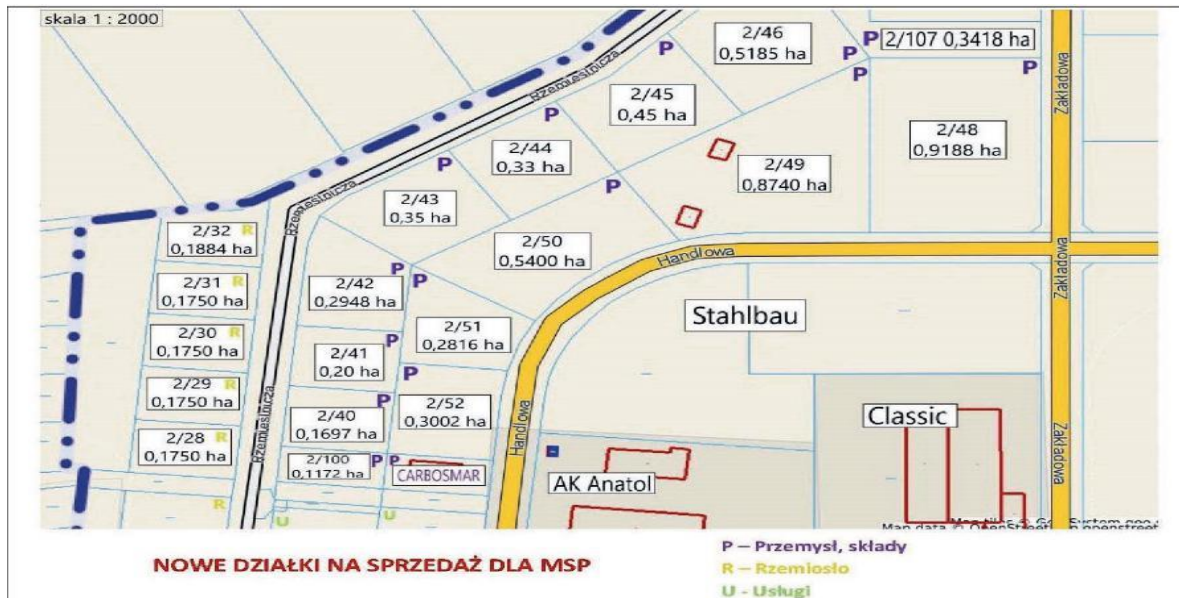 skala 1 : 2000
2/46
0,5185 ha
P
P
2/107 0,3418 ha
P
P
P
Zakładowa
Rzemieślnicza
2/45
0,45 ha
P
2/44
0,33 ha
P
2/48
0,9188 ha
2/49
0,8740 ha
P
2/43
0,35 ha
Rzemieślnicza
2/32 R
0,1884 ha
2/50
0,5400 ha
Handlowa
Zakładowa
P
P
2/42
0,2948 ha
2/31 R
0,1750 ha
2/51
0,2816 ha
Stahlbau
2/30 R
0,1750 ha
P
2/41
0,20 ha
P
2/29 R
0,1750 ha
Rzemieślnicza
P
2/52
0,3002 ha
2/40
0,1697 ha
Handlowa
Classic
Zakładowa
2/28 R
0,1750 ha
2/100
0,1172 ha
P P
CARBOSMAR
AK Anatol
R
U
U
Map data © OpenStreetMap
NOWE DZIAŁKI NA SPRZEDAŻ DLA MSP
P – Przemysł, składy
R – Rzemiosło
U - Usługi